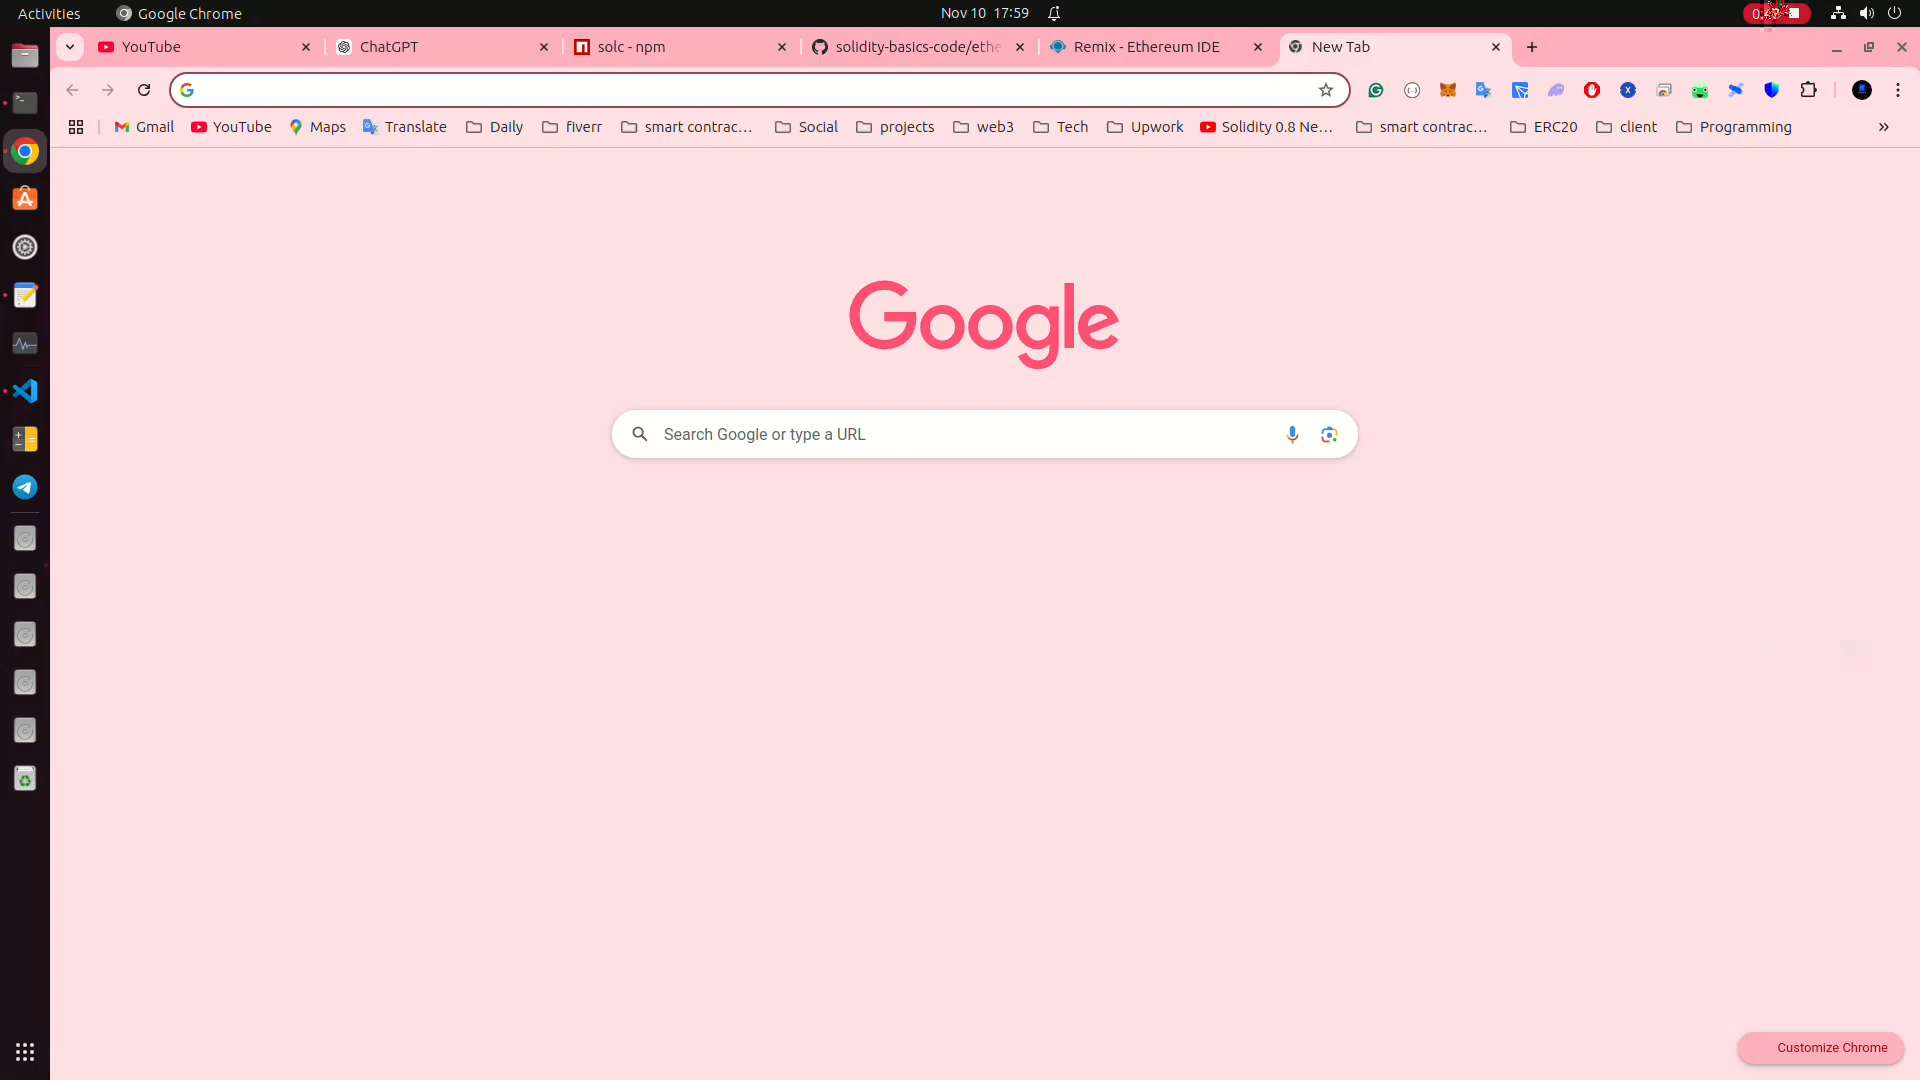 Activities
Google Chrome
Nov 10 17:59
YouTube
ChatGPT
solc - npm
solidity-basics-code/ethe
Remix - Ethereum IDE
New Tab
Gmail
YouTube
Maps
Translate
Daily
fiverr
smart contrac...
Social
projects
web3
Tech
Upwork
Solidity 0.8 Ne...
smart contrac...
ERC20
client
Programming
Google
Search Google or type a URL
Customize Chrome